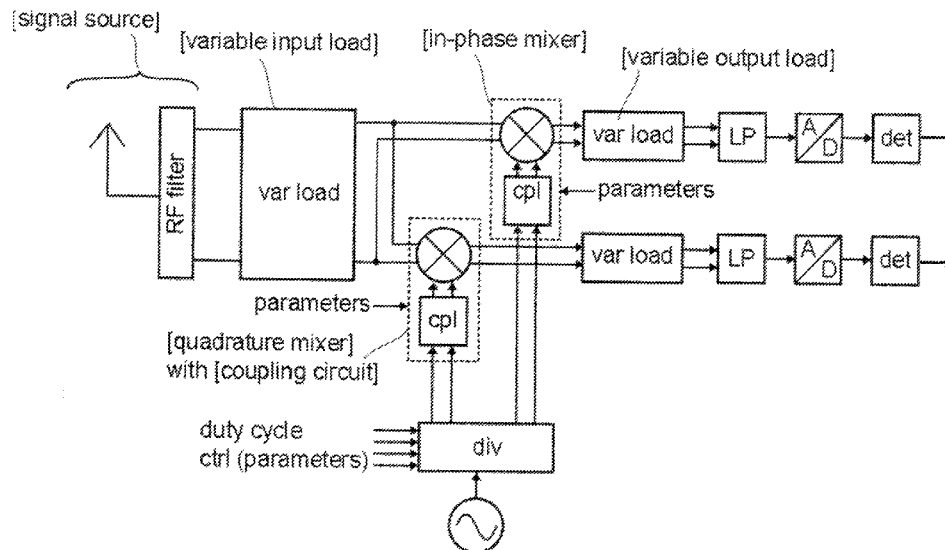 [signal source]
[variable input load]
[in-phase mixer]
[variable output load]
RF filter
var load
var load
LP
A
D
det
cpl
parameters
var load
LP
A
D
det
parameters
cpl
[quadrature mixer]
with [coupling circuit]
duty cycle
ctrl (parameters)
div